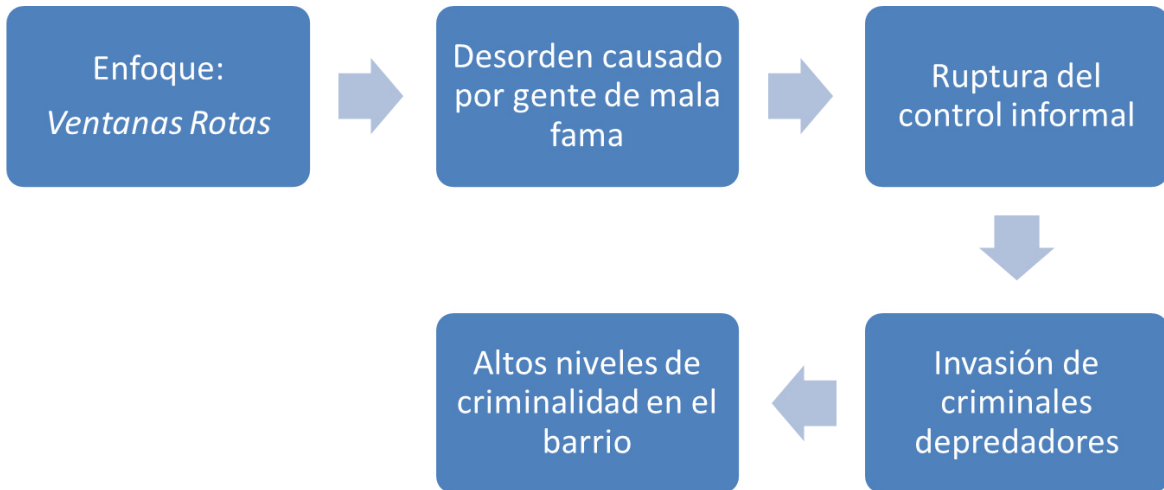 Enfoque:
Ventanas Rotas
Desorden causado
por gente de mala
fama
Ruptura del
control informal
Invasión de
criminales
depredadores
Altos niveles de
criminalidad en el
barrio